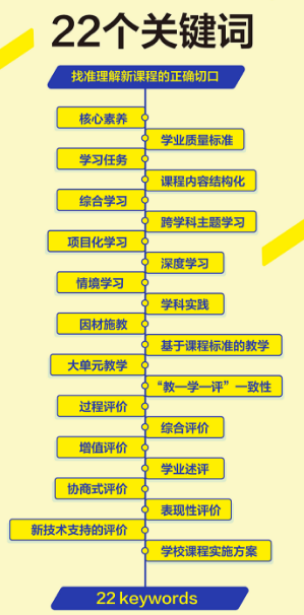 22个关键词
找准理解新课程的正确切口
核心素养
学业质量标准
学习任务
课程内容结构化
综合学习
跨学科主题学习
项目化学习
深度学习
情境学习
学科实践
因材施教
基于课程标准的教学
大单元教学
“教—学—评”一致性
过程评价
综合评价
增值评价
学业述评
协商式评价
表现性评价
新技术支持的评价
学校课程实施方案
22 keywords